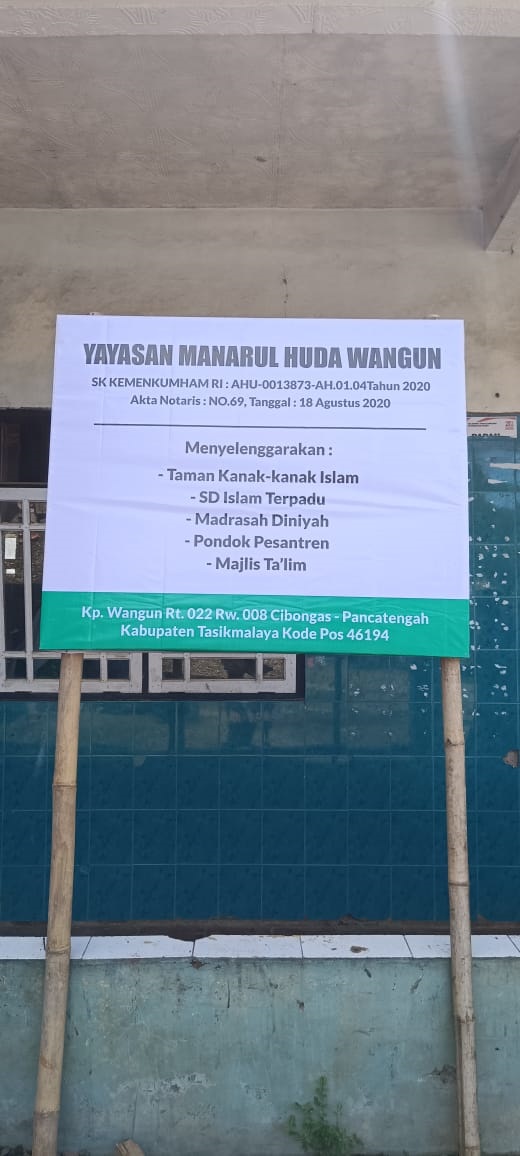 YAYASAN MANARUL HUDA WANGUN
SK KEMENKUMHAM RI : AHU-0013873-AH.01.04Tahun 2020
Akta Notaris : NO.69, Tanggal : 18 Agustus 2020
Menyelenggarakan :
- Taman Kanak-kanak Islam
- SD Islam Terpadu
- Madrasah Diniyah
- Pondok Pesantren
- Majlis Ta'lim
Kp. Wangun Rt. 022 Rw. 008 Cibongas - Pancatengah
Kabupaten Tasikmalaya Kode Pos 46194